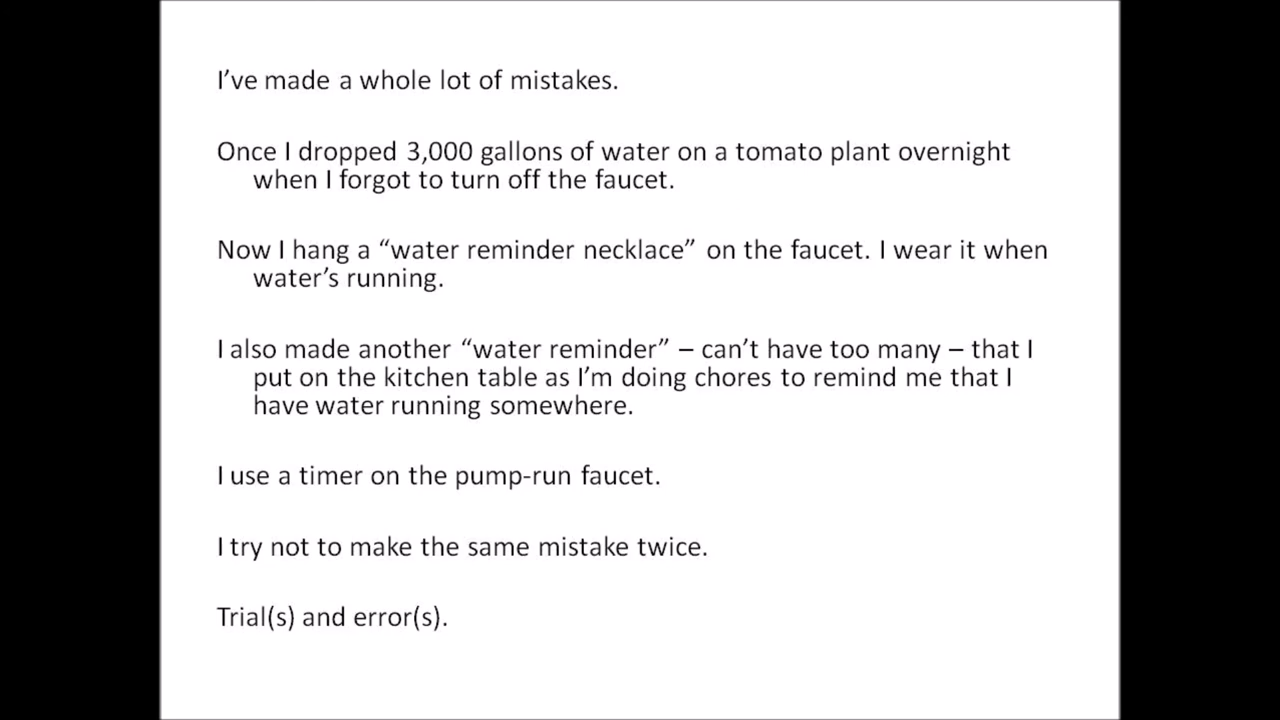 I’ve made a whole lot of mistakes.
Once I dropped 3,000 gallons of water on a tomato plant overnight
when I forgot to turn off the faucet.
Now I hang a “water reminder necklace” on the faucet. I wear it when
water’s running.
I also made another “water reminder” – can’t have too many – that I
put on the kitchen table as I’m doing chores to remind me that I
have water running somewhere.
I use a timer on the pump-run faucet.
I try not to make the same mistake twice.
Trial(s) and error(s).